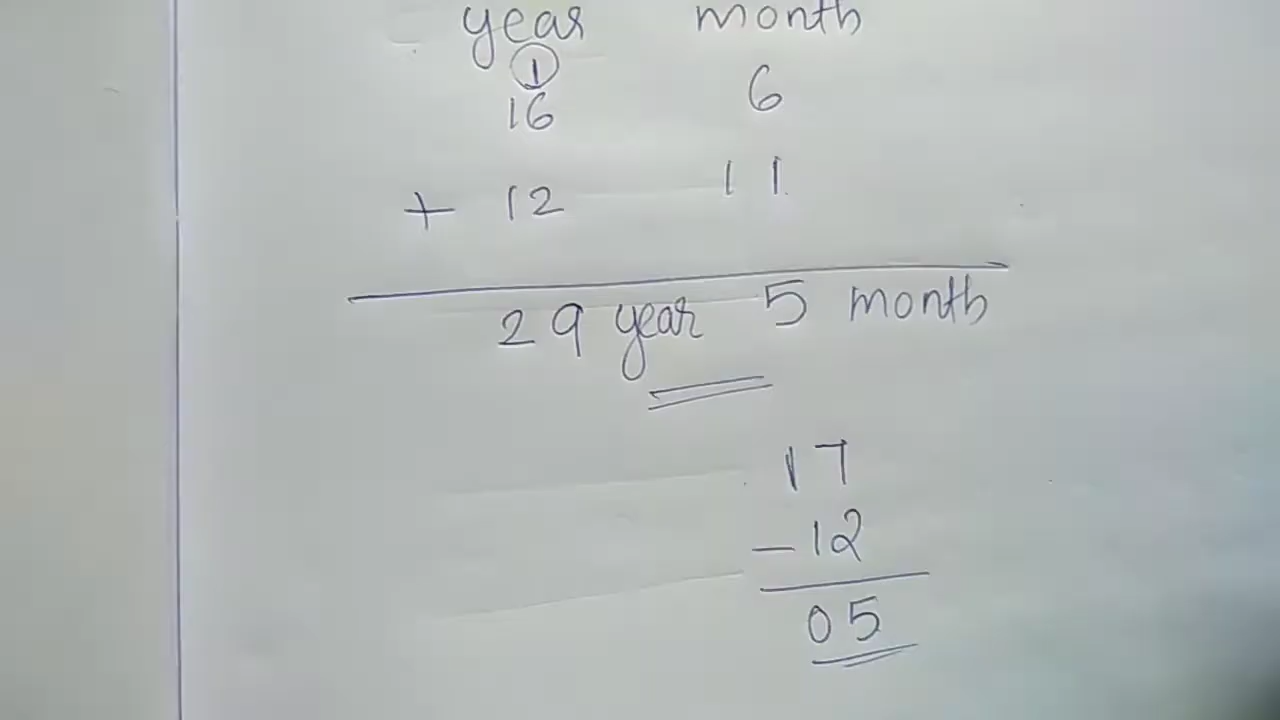 year month
1
16 6
+ 12 11
29 year 5 month
17
- 12
05